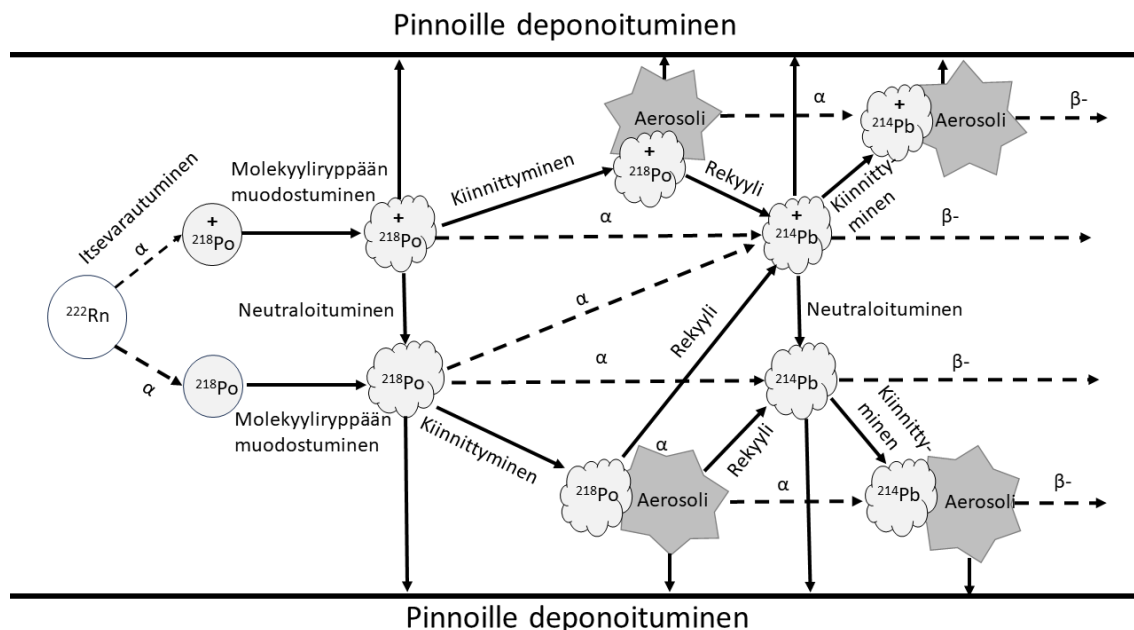 Pinnoille deponoituminen
α
β-
Aerosoli
+
²¹⁴Pb
Aerosoli
Itsevarautuminen
Molekyyliryppään
muodostuminen
Kiinnittyminen
+
²¹⁸Po
Rekyyli
Kiinnitty-
minen
α
+
²¹⁸Po
+
²¹⁸Po
α
+
²¹⁴Pb
β-
²²²Rn
Neutraloituminen
α
Rekyyli
Neutraloituminen
α
²¹⁸Po
²¹⁸Po
α
²¹⁴Pb
β-
Molekyyliryppään
muodostuminen
Kiinnittyminen
α
Rekyyli
Kiinnitty-
minen
²¹⁸Po
Aerosoli
α
²¹⁴Pb
Aerosoli
β-
Pinnoille deponoituminen